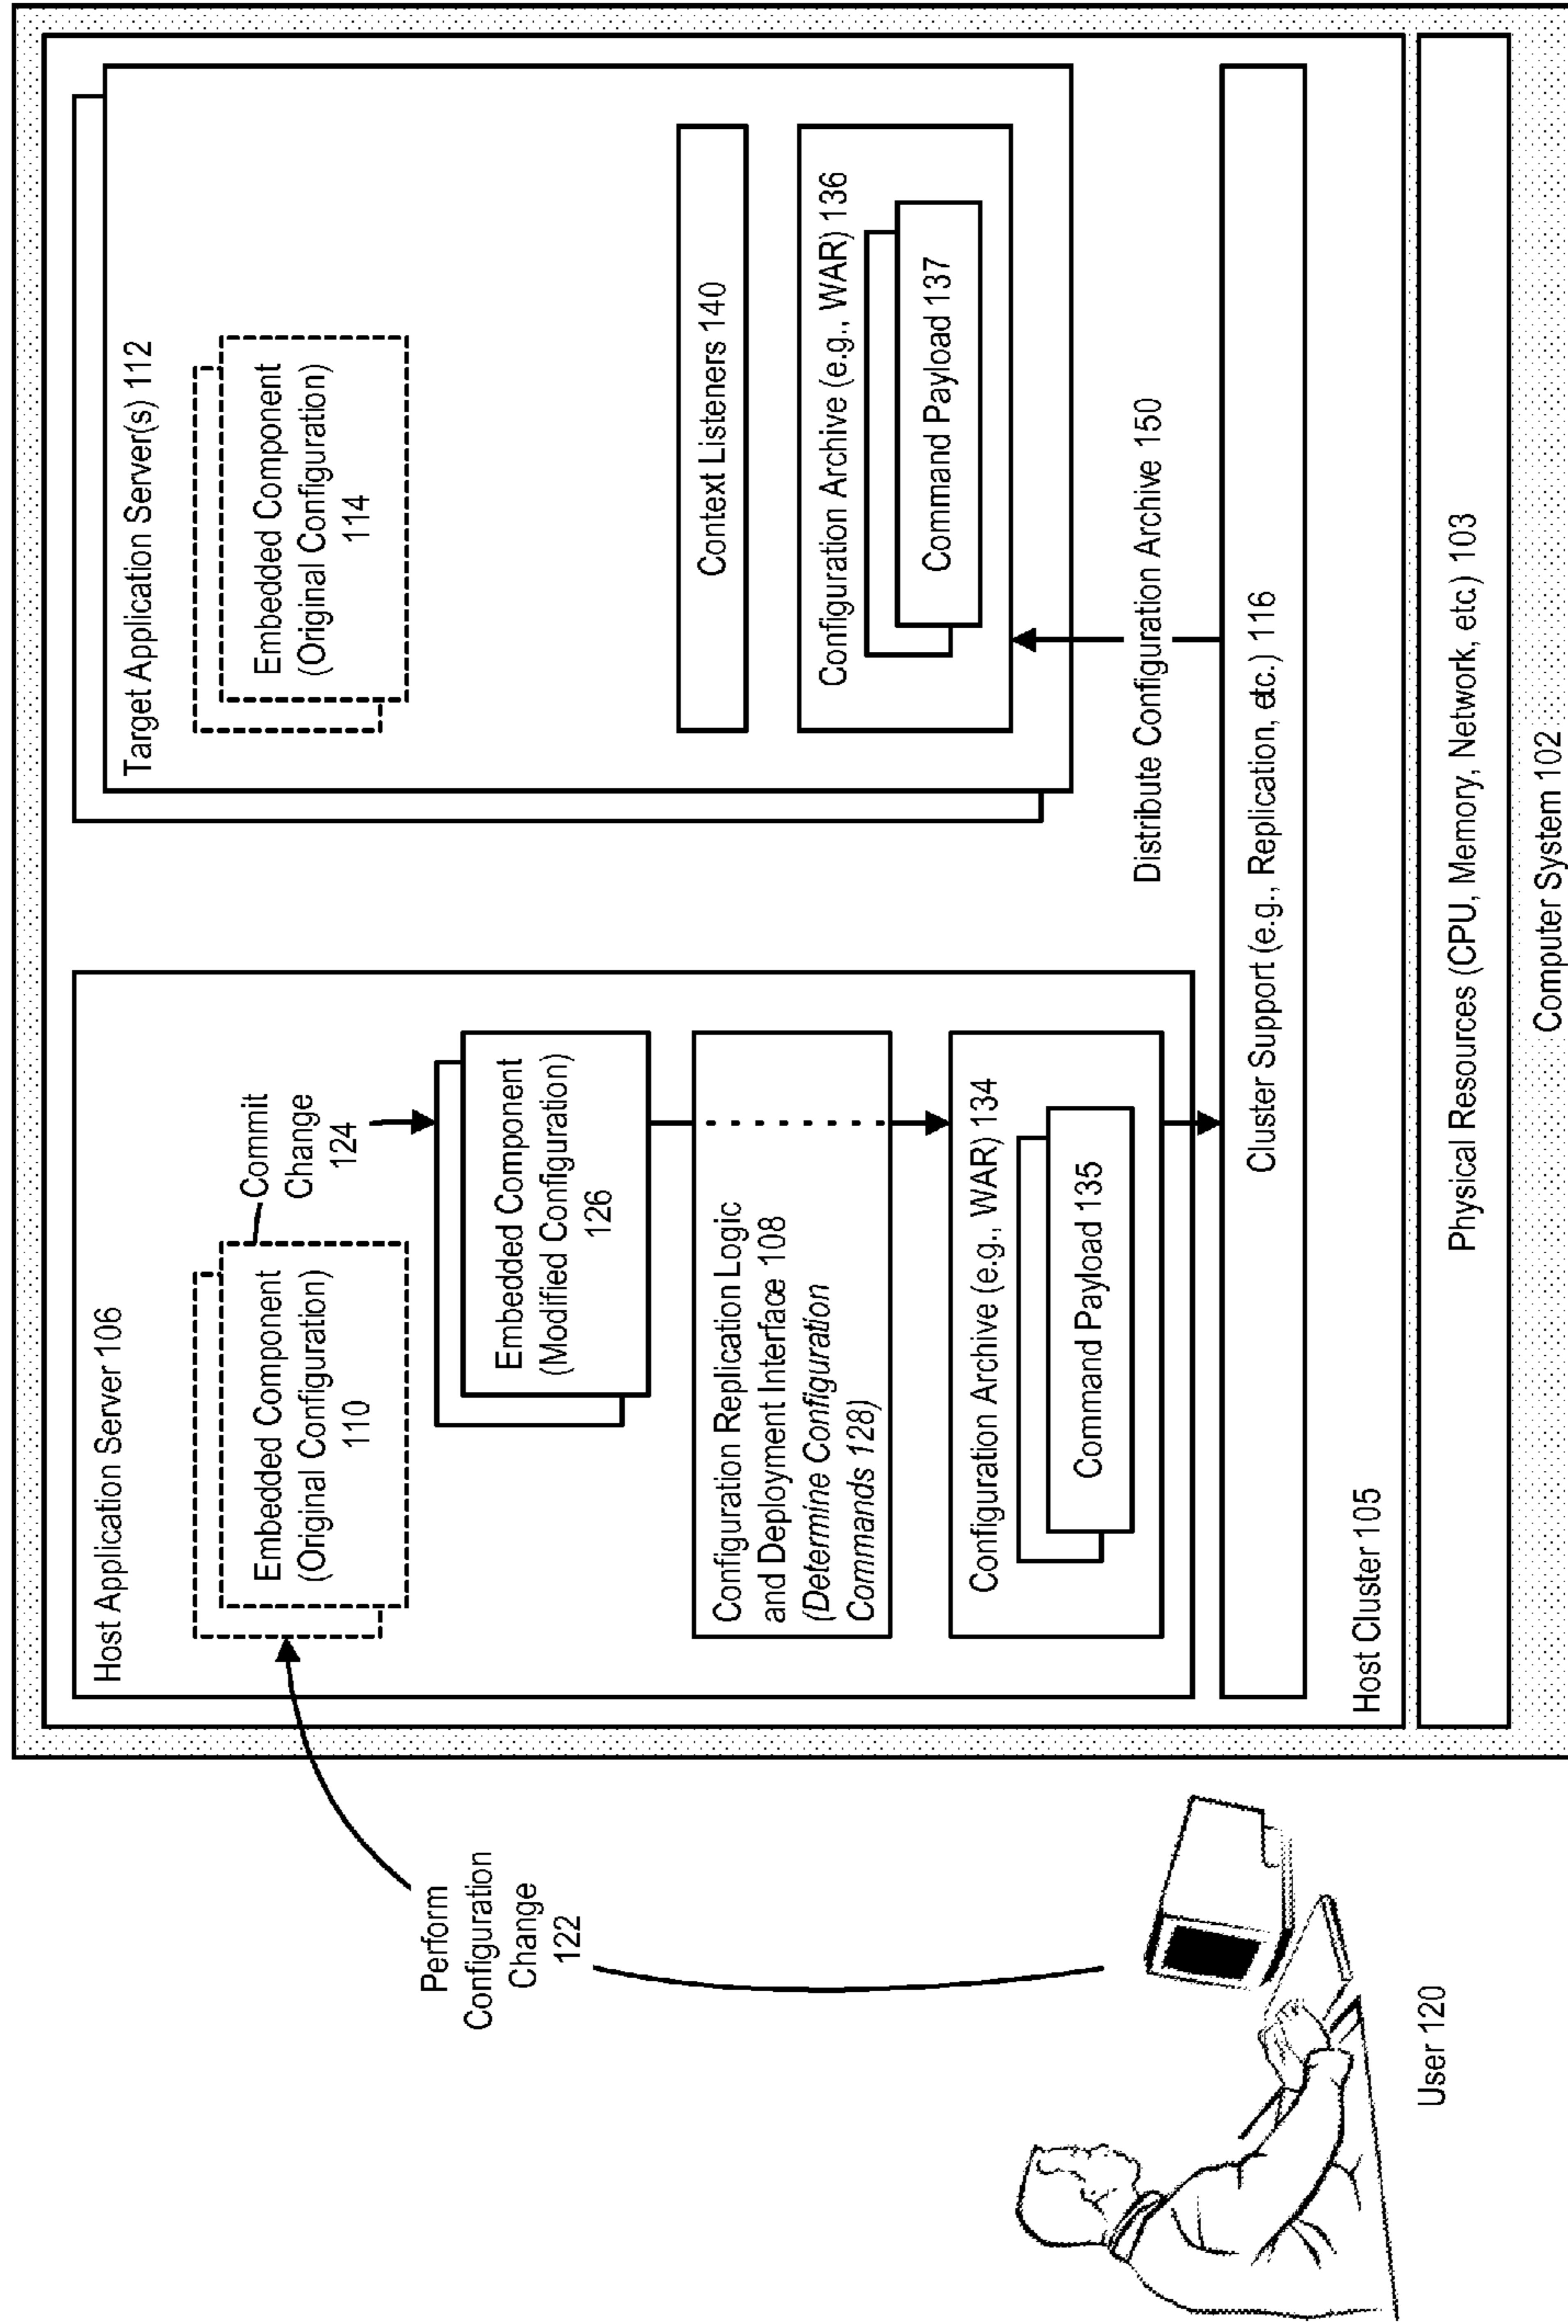 Host Application Server 106
Embedded Component
(Original Configuration)
110
Commit
Change
124
Embedded Component
(Modified Configuration)
126
Configuration Replication Logic
and Deployment Interface 108
(Determine Configuration
Commands 128)
Configuration Archive (e.g., WAR) 134
Command Payload 135
Target Application Server(s) 112
Embedded Component
(Original Configuration)
114
Context Listeners 140
Configuration Archive (e.g., WAR) 136
Command Payload 137
Distribute Configuration Archive 150
Cluster Support (e.g., Replication, etc.) 116
Host Cluster 105
Physical Resources (CPU, Memory, Network, etc.) 103
Computer System 102
Perform
Configuration
Change
122
User 120